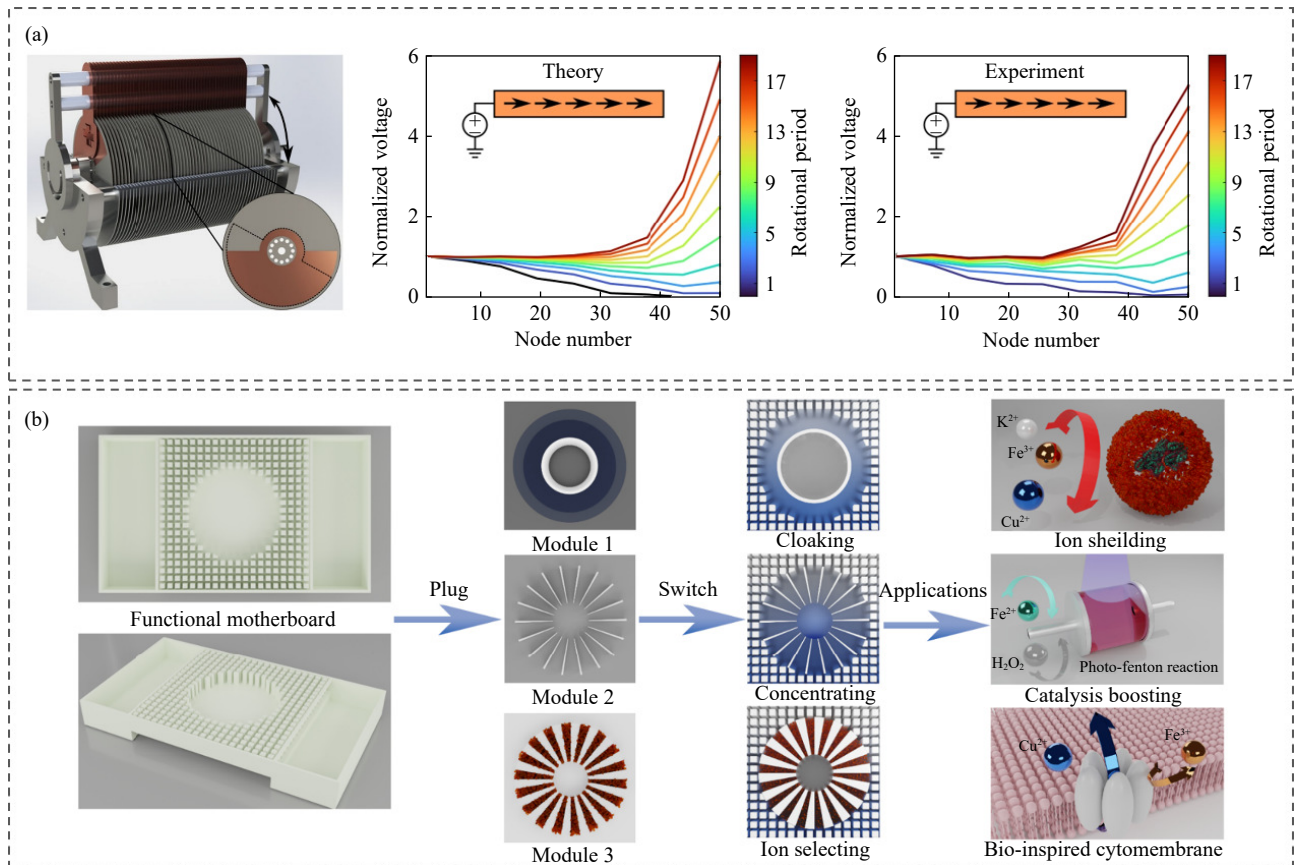 (a)
Theory
Normalized voltage
6
4
2
0
10
20
30
40
50
Node number
Rotational period
17
13
9
5
1
Experiment
Normalized voltage
6
4
2
0
10
20
30
40
50
Node number
Rotational period
17
13
9
5
1
(b)
Functional motherboard
Plug
Module 1
Module 2
Module 3
Switch
Cloaking
Concentrating
Ion selecting
Applications
K²⁺
Fe³⁺
Cu²⁺
Ion sheilding
Fe²⁺
H₂O₂
Photo-fenton reaction
Catalysis boosting
Cu²⁺
Fe³⁺
Bio-inspired cytomembrane